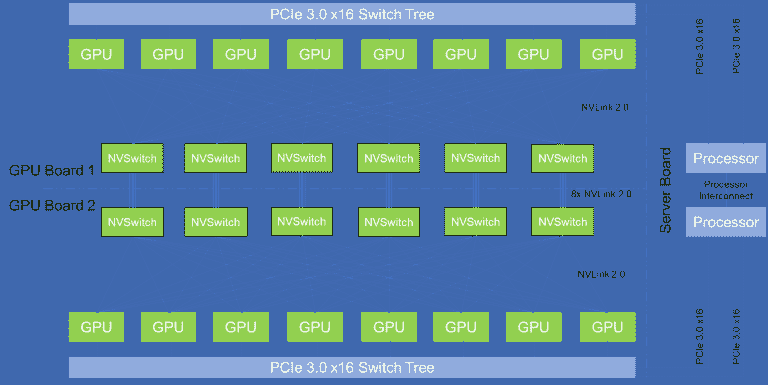 PCIe 3.0 x16 Switch Tree
GPU GPU GPU GPU GPU GPU GPU GPU
PCIe 3.0 x16
PCIe 3.0 x16
NVLink 2.0
GPU Board 1
NVSwitch NVSwitch NVSwitch NVSwitch NVSwitch NVSwitch
8x NVLink 2.0
GPU Board 2
NVSwitch NVSwitch NVSwitch NVSwitch NVSwitch NVSwitch
Server Board
Processor
Processor
Interconnect
Processor
NVLink 2.0
GPU GPU GPU GPU GPU GPU GPU GPU
PCIe 3.0 x16
PCIe 3.0 x16
PCIe 3.0 x16 Switch Tree